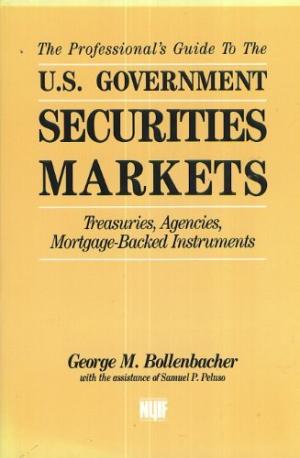 The Professional's Guide To The
U.S. GOVERNMENT
SECURITIES
MARKETS
Treasuries, Agencies,
Mortgage-Backed Instruments
George M. Bollenbacher
with the assistance of Samuel P. Peluso
NYIF